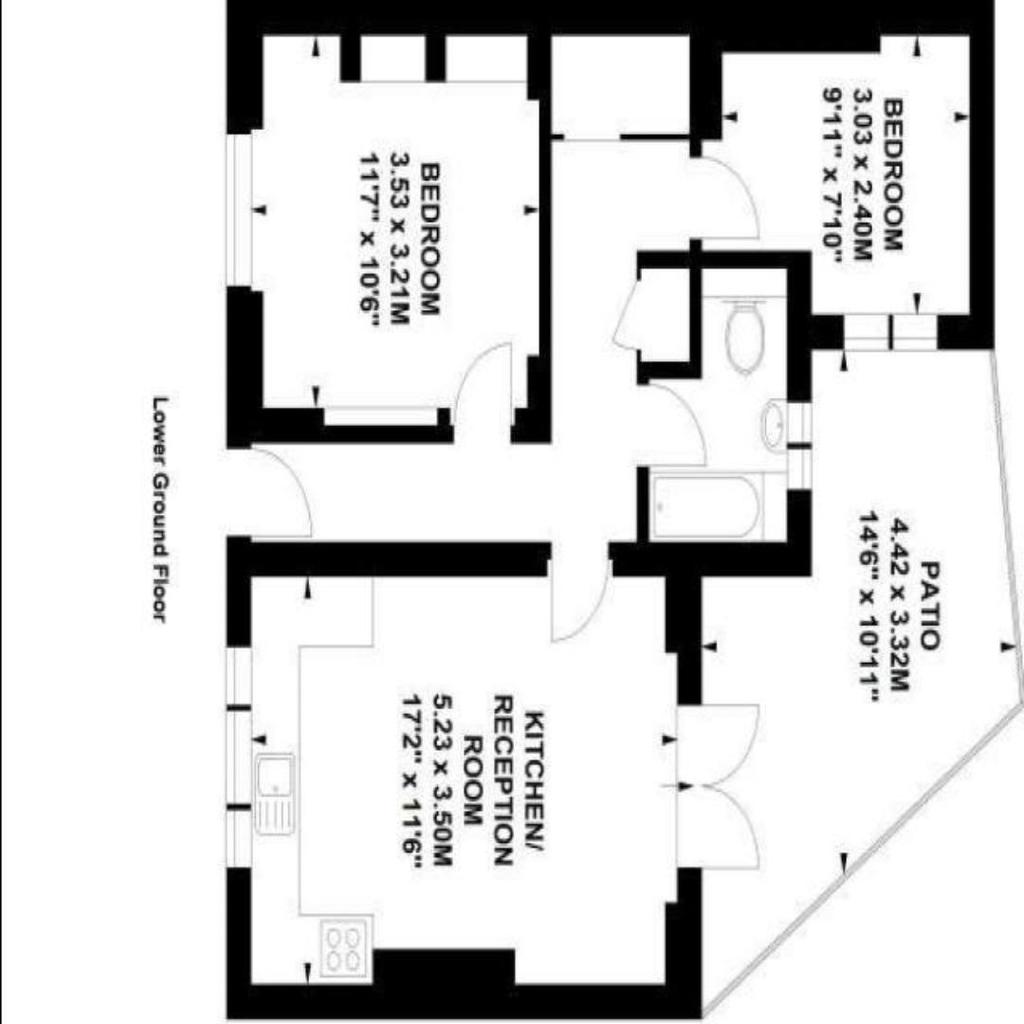 BEDROOM
3.03 x 2.40M
9'11" x 7'10"
BEDROOM
3.53 x 3.21M
11'7" x 10'6"
PATIO
4.42 x 3.32M
14'6" x 10'11"
KITCHEN/
RECEPTION
ROOM
5.23 x 3.50M
17'2" x 11'6"
Lower Ground Floor